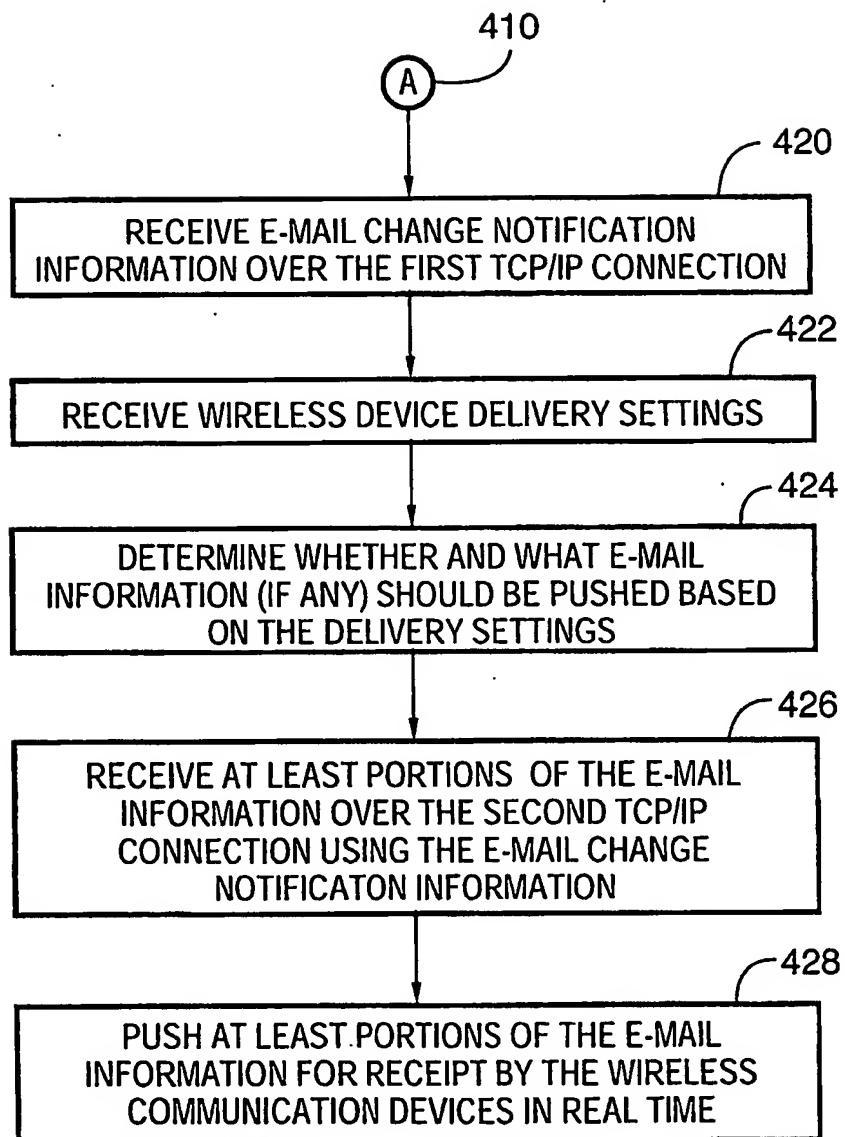 410
A
420
RECEIVE E-MAIL CHANGE NOTIFICATION
INFORMATION OVER THE FIRST TCP/IP CONNECTION
422
RECEIVE WIRELESS DEVICE DELIVERY SETTINGS
424
DETERMINE WHETHER AND WHAT E-MAIL
INFORMATION (IF ANY) SHOULD BE PUSHED BASED
ON THE DELIVERY SETTINGS
426
RECEIVE AT LEAST PORTIONS OF THE E-MAIL
INFORMATION OVER THE SECOND TCP/IP
CONNECTION USING THE E-MAIL CHANGE
NOTIFICATON INFORMATION
428
PUSH AT LEAST PORTIONS OF THE E-MAIL
INFORMATION FOR RECEIPT BY THE WIRELESS
COMMUNICATION DEVICES IN REAL TIME